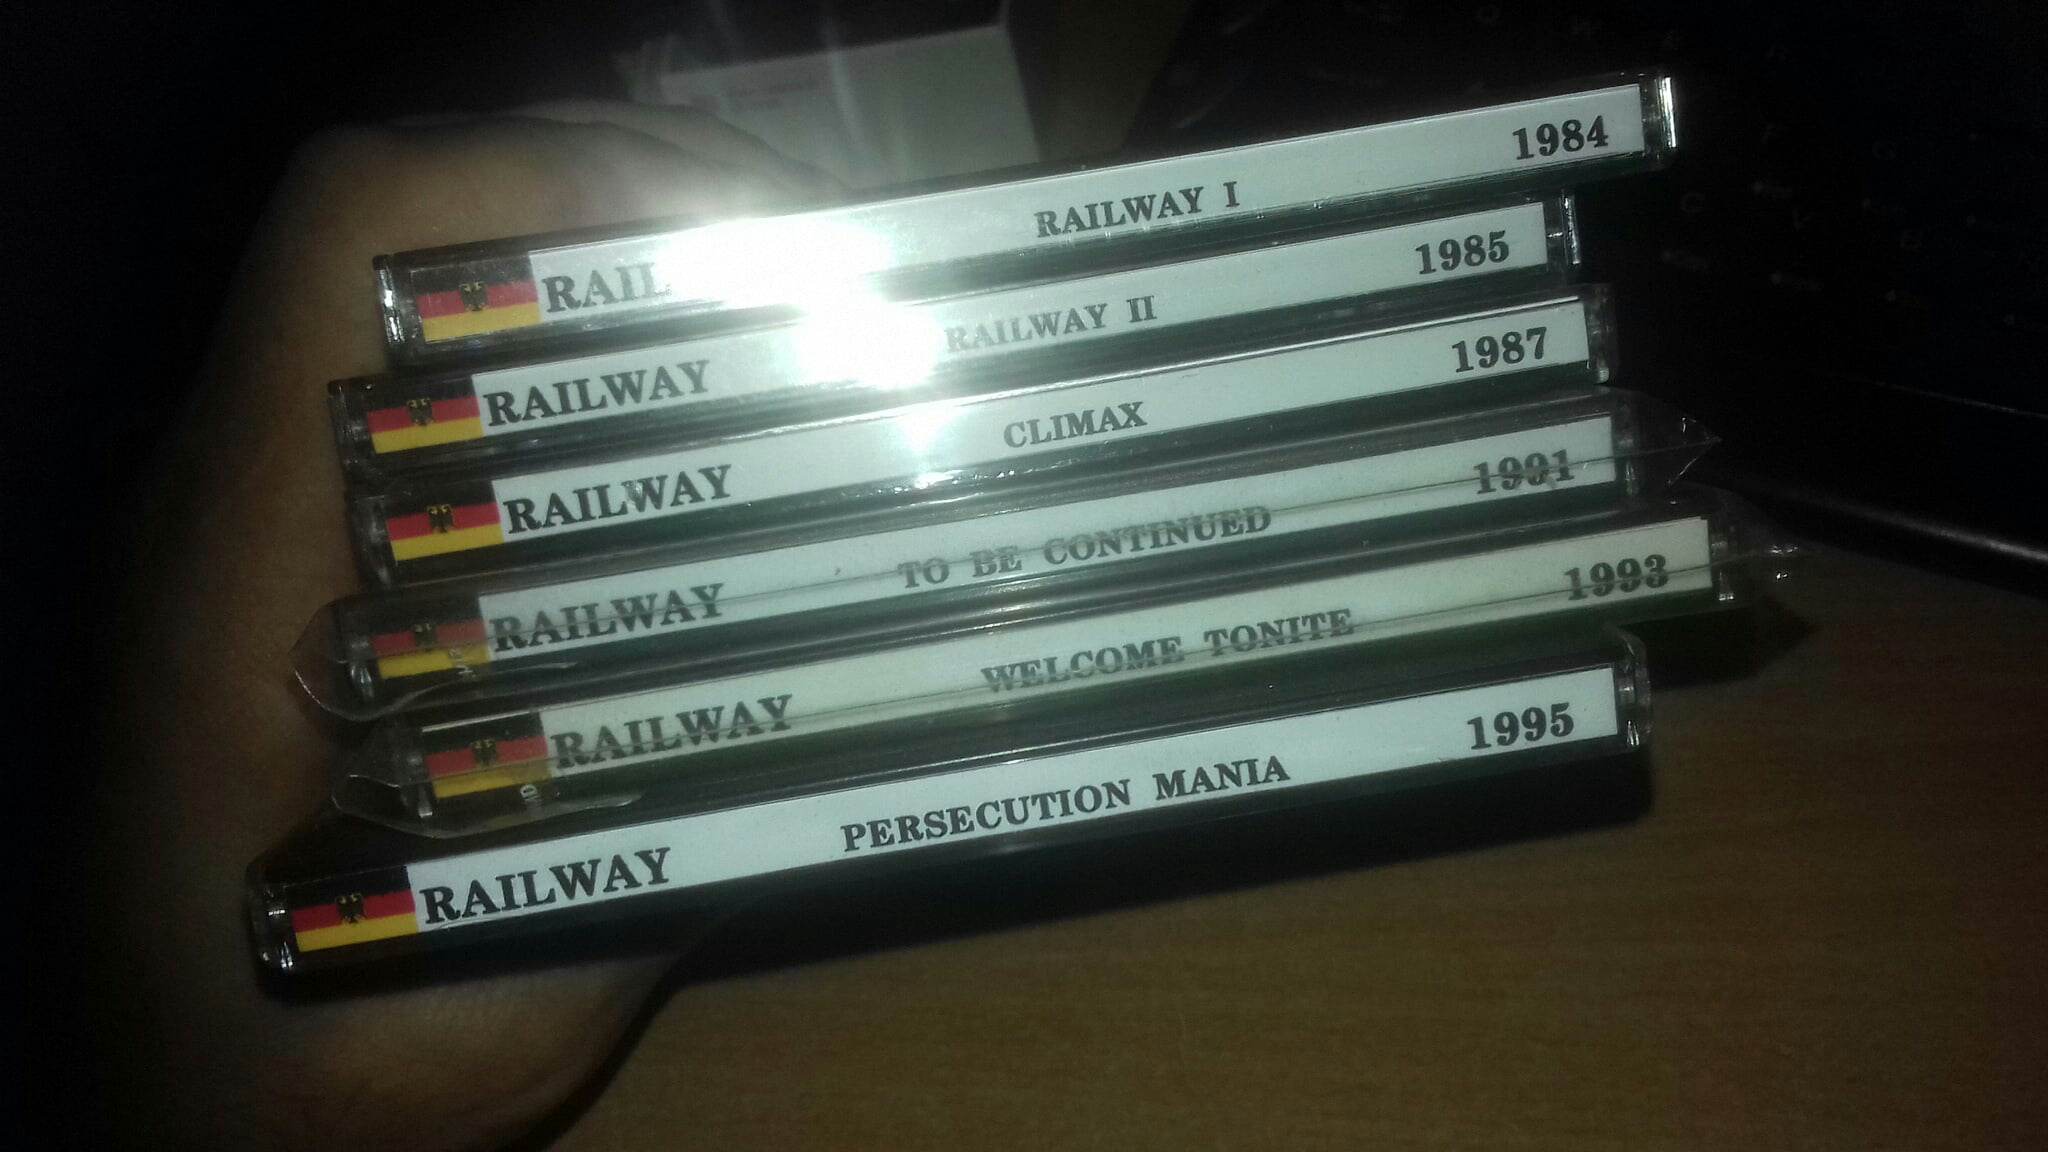 RAIL RAILWAY I 1984
RAILWAY RAILWAY II 1985
RAILWAY CLIMAX 1987
RAILWAY TO BE CONTINUED 1991
RAILWAY WELCOME TONITE 1993
RAILWAY PERSECUTION MANIA 1995